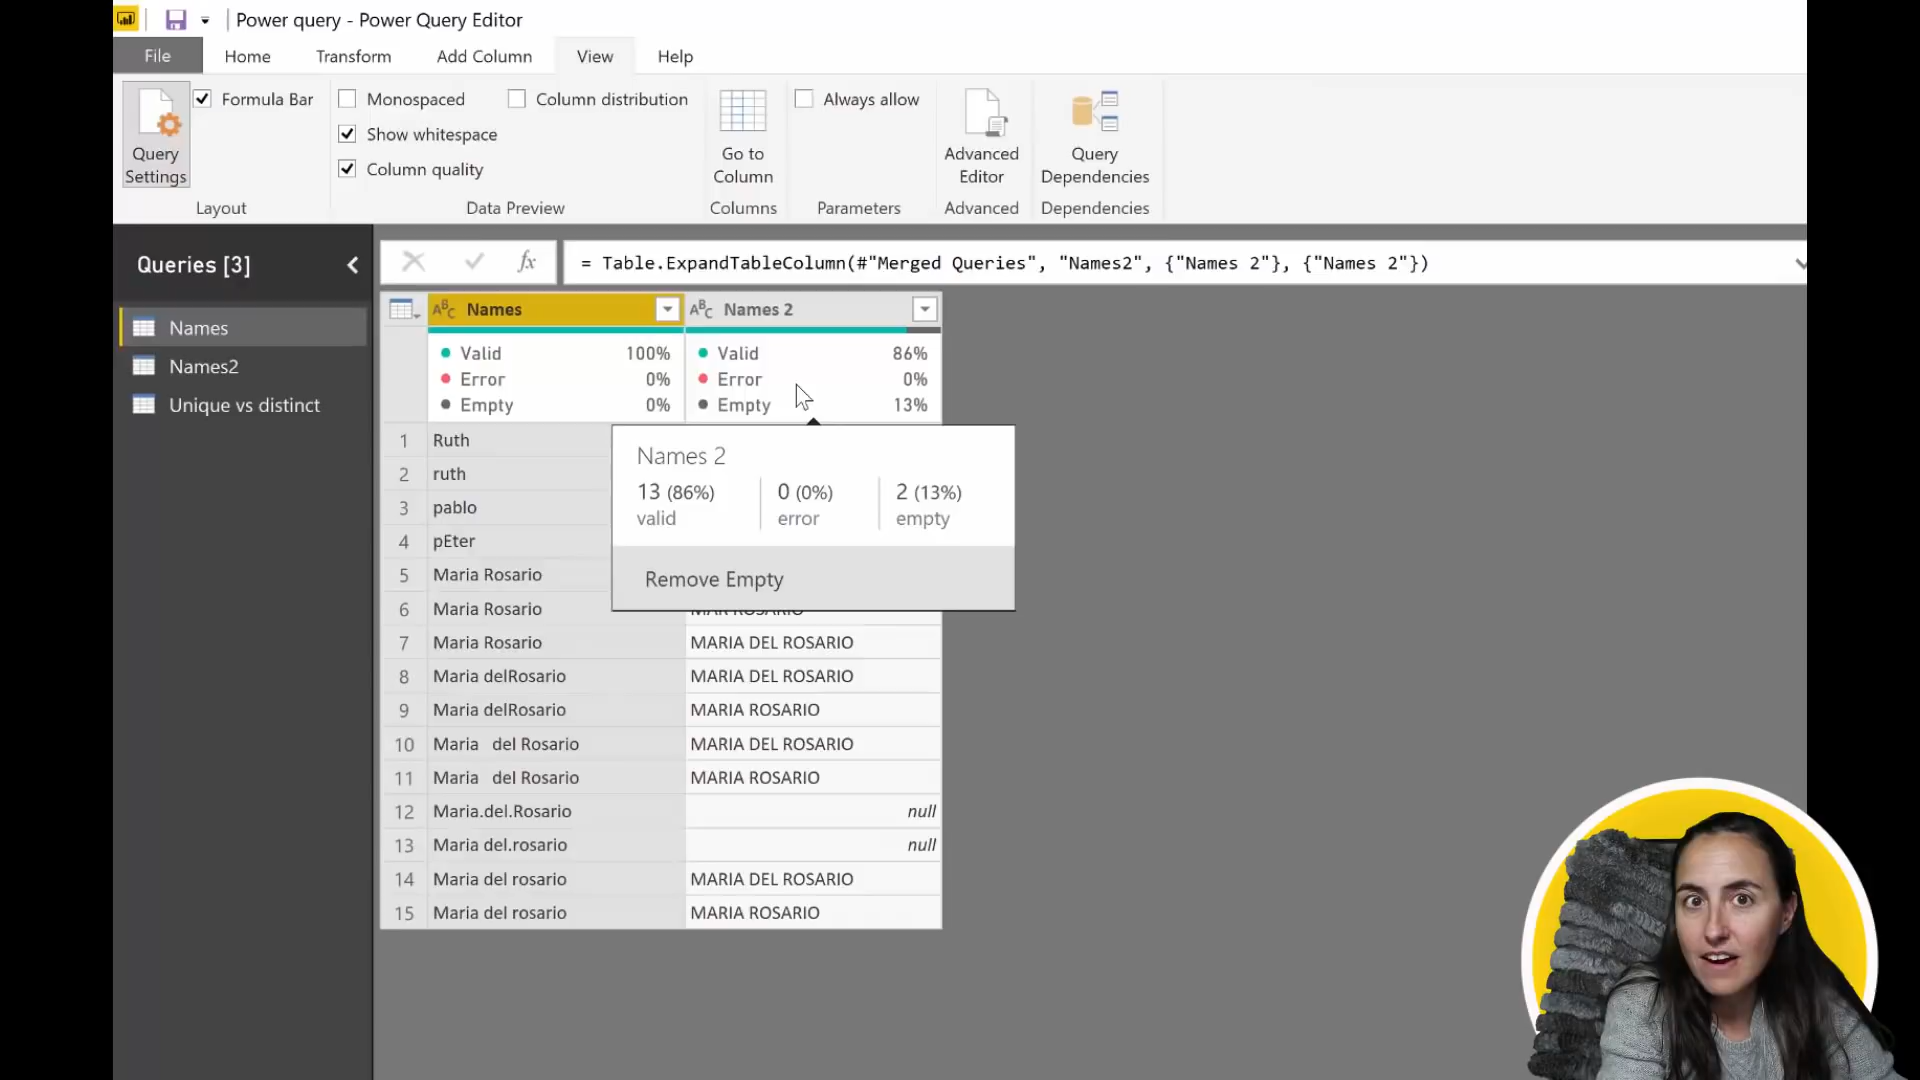 Power query - Power Query Editor
File Home Transform Add Column View Help
Formula Bar Monospaced Column distribution Always allow
Show whitespace
Column quality
Query Settings
Go to Column
Advanced Editor
Query Dependencies
Layout Data Preview Columns Parameters Advanced Dependencies
Queries [3]
fx = Table.ExpandTableColumn(#"Merged Queries", "Names2", {"Names 2"}, {"Names 2"})
Names
Names2
Unique vs distinct
ABC Names ABC Names 2
Valid 100% Valid 86%
Error 0% Error 0%
Empty 0% Empty 13%
1 Ruth
2 ruth
3 pablo
4 pEter
5 Maria Rosario
6 Maria Rosario
7 Maria Rosario MARIA DEL ROSARIO
8 Maria delRosario MARIA DEL ROSARIO
9 Maria delRosario MARIA ROSARIO
10 Maria   del Rosario MARIA DEL ROSARIO
11 Maria   del Rosario MARIA ROSARIO
12 Maria.del.Rosario null
13 Maria del.rosario null
14 Maria del rosario MARIA DEL ROSARIO
15 Maria del rosario MARIA ROSARIO
Names 2
13 (86%) 0 (0%) 2 (13%)
valid error empty
Remove Empty